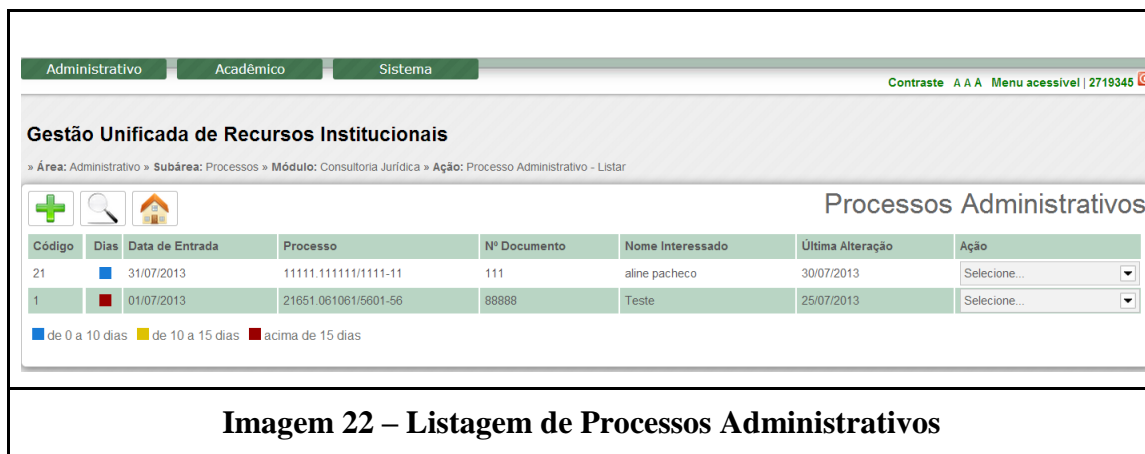 Administrativo Acadêmico Sistema
Contraste A A A Menu acessível | 2719345
Gestão Unificada de Recursos Institucionais
» Área: Administrativo » Subárea: Processos » Módulo: Consultoria Jurídica » Ação: Processo Administrativo - Listar
Processos Administrativos
Código Dias Data de Entrada Processo Nº Documento Nome Interessado Última Alteração Ação
21 31/07/2013 11111.111111/1111-11 111 aline pacheco 30/07/2013 Selecione...
1 01/07/2013 21651.061061/5601-56 88888 Teste 25/07/2013 Selecione...
de 0 a 10 dias de 10 a 15 dias acima de 15 dias
Imagem 22 – Listagem de Processos Administrativos